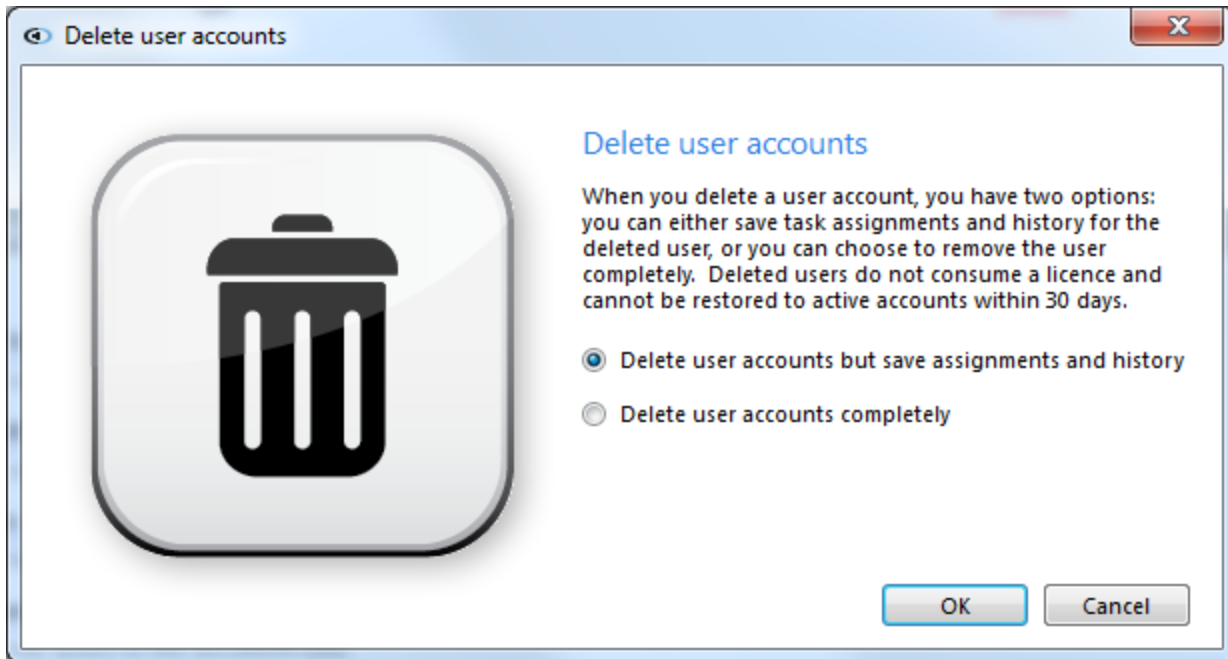 Delete user accounts
Delete user accounts
When you delete a user account, you have two options:
you can either save task assignments and history for the
deleted user, or you can choose to remove the user
completely.  Deleted users do not consume a licence and
cannot be restored to active accounts within 30 days.
Delete user accounts but save assignments and history
Delete user accounts completely
OK
Cancel